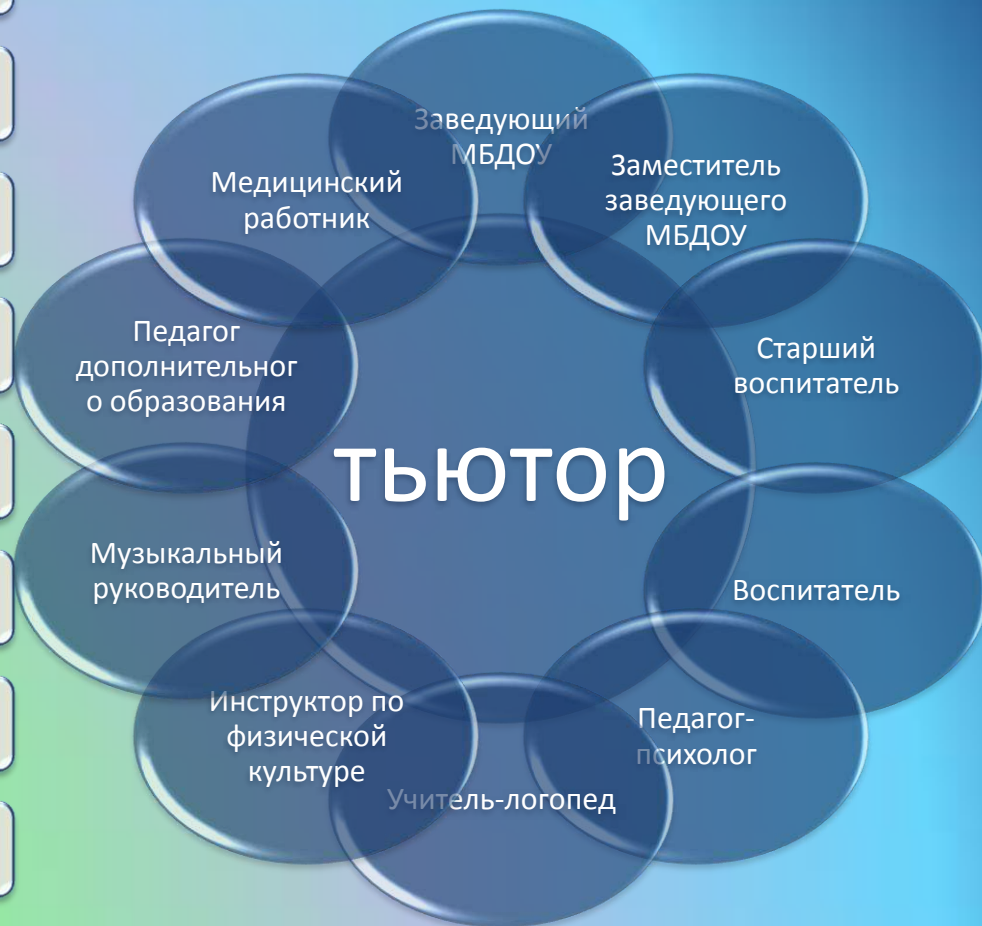 Заведующий
МБДОУ
Заместитель
заведующего
МБДОУ
Старший
воспитатель
Воспитатель
Педагог-
психолог
Учитель-логопед
Инструктор по
физической
культуре
Музыкальный
руководитель
Педагог
дополнительног
о образования
Медицинский
работник
тьютор